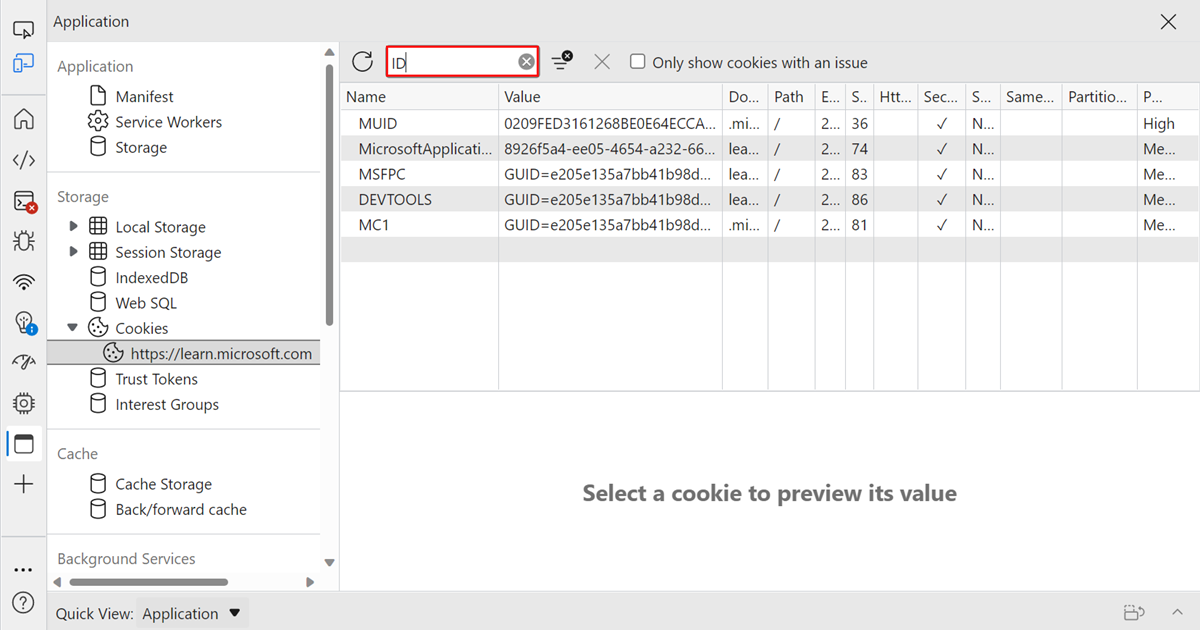 Application
Application
Manifest
Service Workers
Storage
Storage
Local Storage
Session Storage
IndexedDB
Web SQL
Cookies
https://learn.microsoft.com
Trust Tokens
Interest Groups
Cache
Cache Storage
Back/forward cache
Background Services
ID
Only show cookies with an issue
Name Value Do... Path E... S.. Htt... Sec... S... Same... Partitio... P...
MUID 0209FED3161268BE0E64ECCA... .mi... / 2... 36 ✓ N... High
MicrosoftApplicati... 8926f5a4-ee05-4654-a232-66... lea... / 2... 74 ✓ N... Me...
MSFPC GUID=e205e135a7bb41b98d... lea... / 2... 83 ✓ N... Me...
DEVTOOLS GUID=e205e135a7bb41b98d... lea... / 2... 86 ✓ N... Me...
MC1 GUID=e205e135a7bb41b98d... .mi... / 2... 81 ✓ N... Me...
Select a cookie to preview its value
Quick View: Application